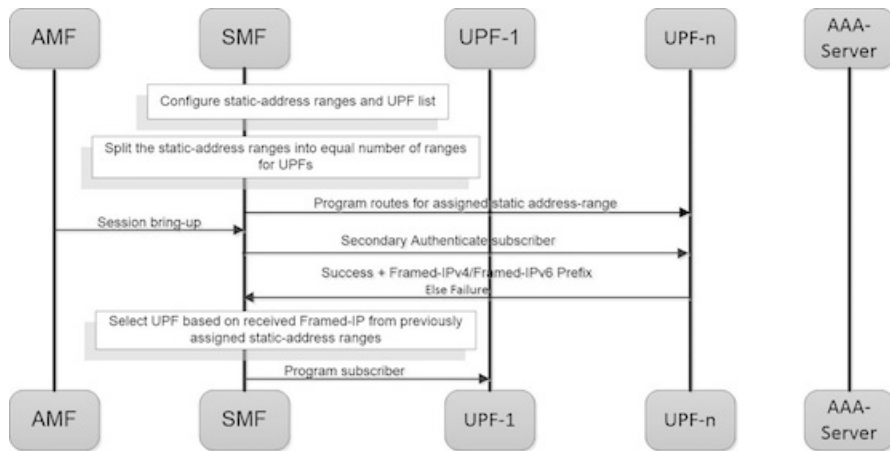 AMF
SMF
UPF-1
UPF-n
AAA-
Server
Configure static-address ranges and UPF list
Split the static-address ranges into equal number of ranges
for UPFs
Program routes for assigned static address-range
Session bring-up
Secondary Authenticate subscriber
Success + Framed-IPv4/Framed-IPv6 Prefix
Else Failure
Select UPF based on received Framed-IP from previously
assigned static-address ranges
Program subscriber
AMF
SMF
UPF-1
UPF-n
AAA-
Server